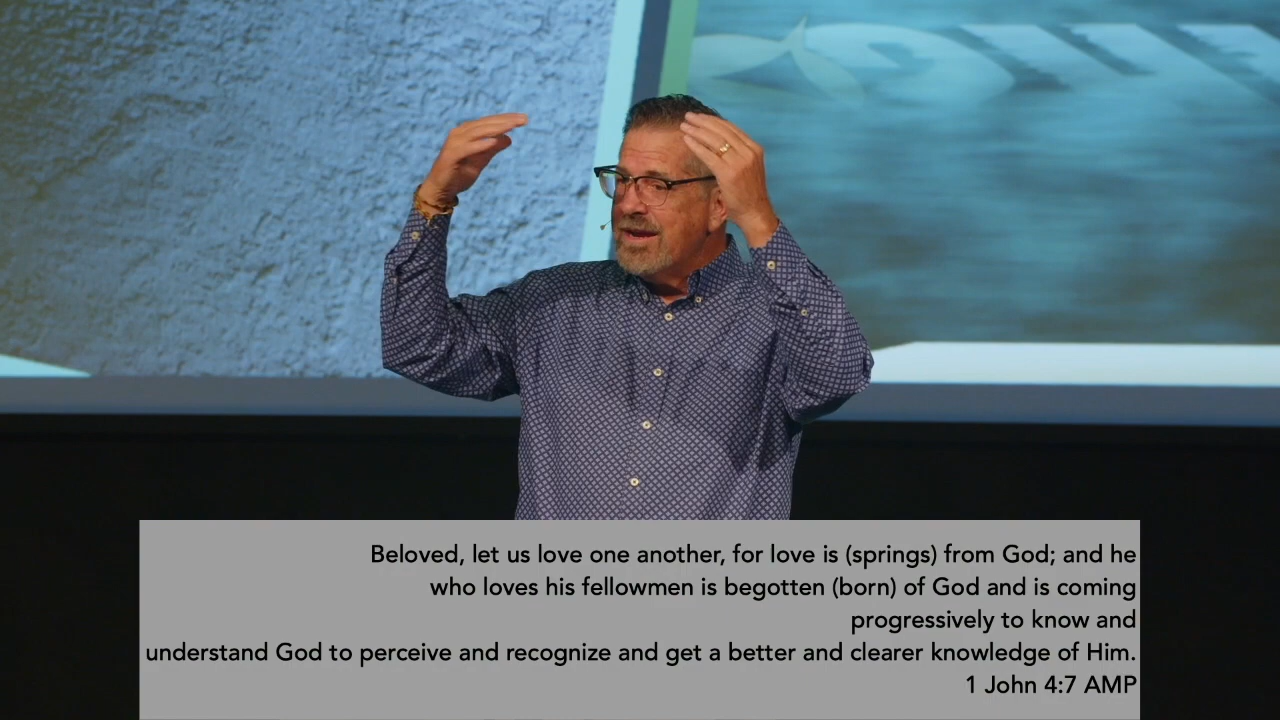 Beloved, let us love one another, for love is (springs) from God; and he
who loves his fellowmen is begotten (born) of God and is coming
progressively to know and
understand God to perceive and recognize and get a better and clearer knowledge of Him.
1 John 4:7 AMP